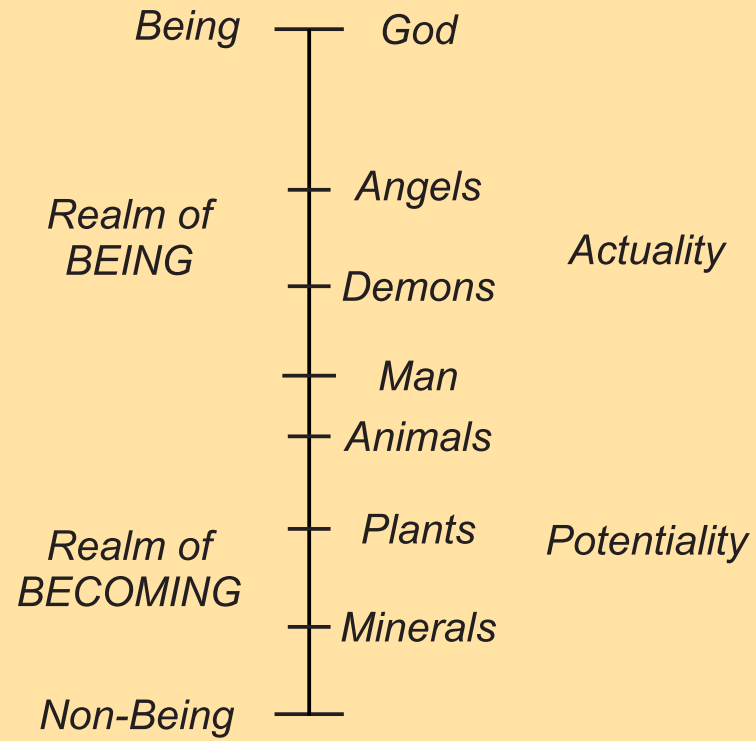 Being God
Angels
Realm of
BEING
Actuality
Demons
Man
Animals
Plants
Realm of
BECOMING
Potentiality
Minerals
Non-Being